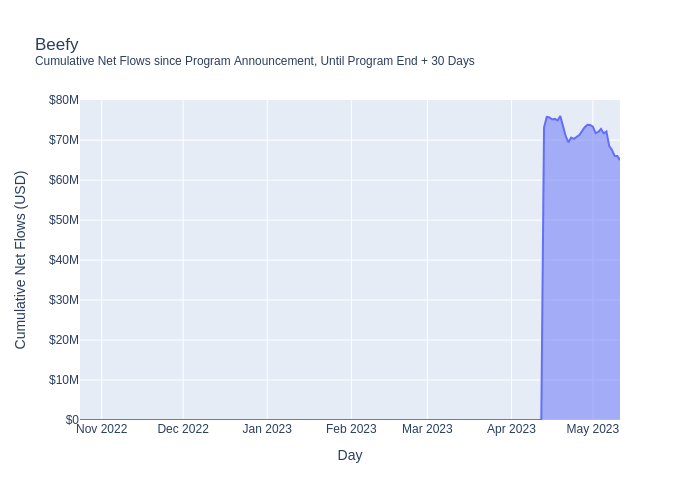 Beefy
Cumulative Net Flows since Program Announcement, Until Program End + 30 Days
$80M
$70M
$60M
$50M
$40M
$30M
$20M
$10M
$0
Cumulative Net Flows (USD)
Nov 2022
Dec 2022
Jan 2023
Feb 2023
Mar 2023
Apr 2023
May 2023
Day